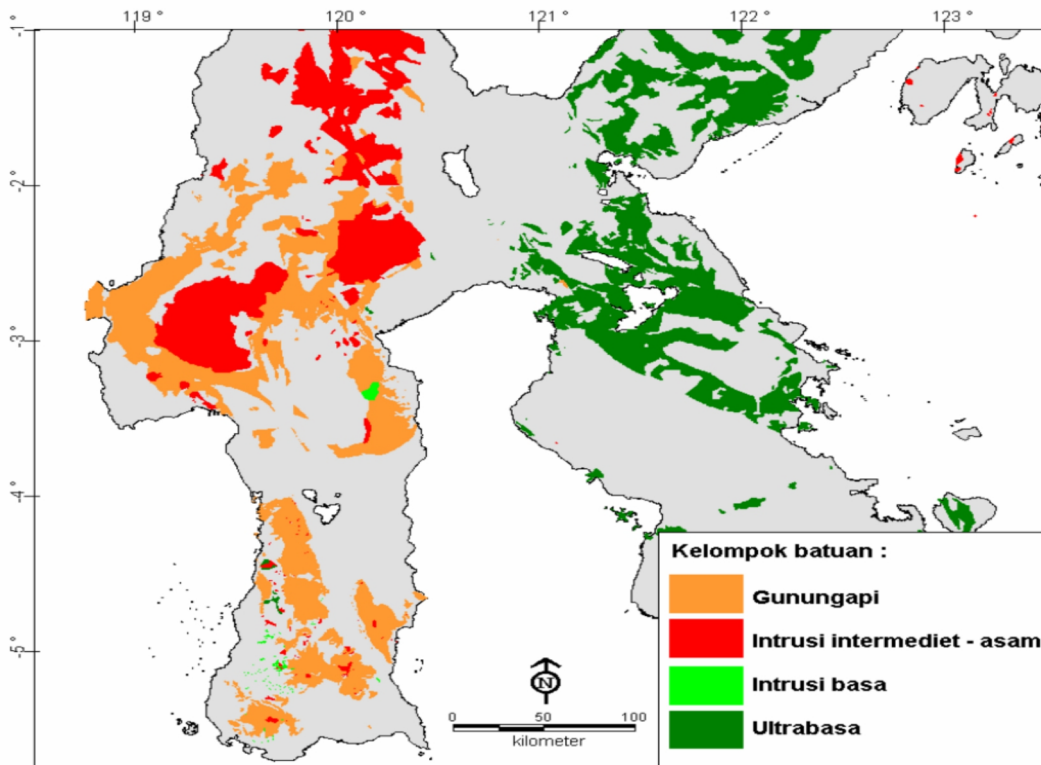 119 ° 120 ° 121 ° 122 ° 123 °
-1°
-2°
-3°
-4°
-5°
N
0 50 100
kilometer
Kelompok batuan :
Gunungapi
Intrusi intermediet - asam
Intrusi basa
Ultrabasa